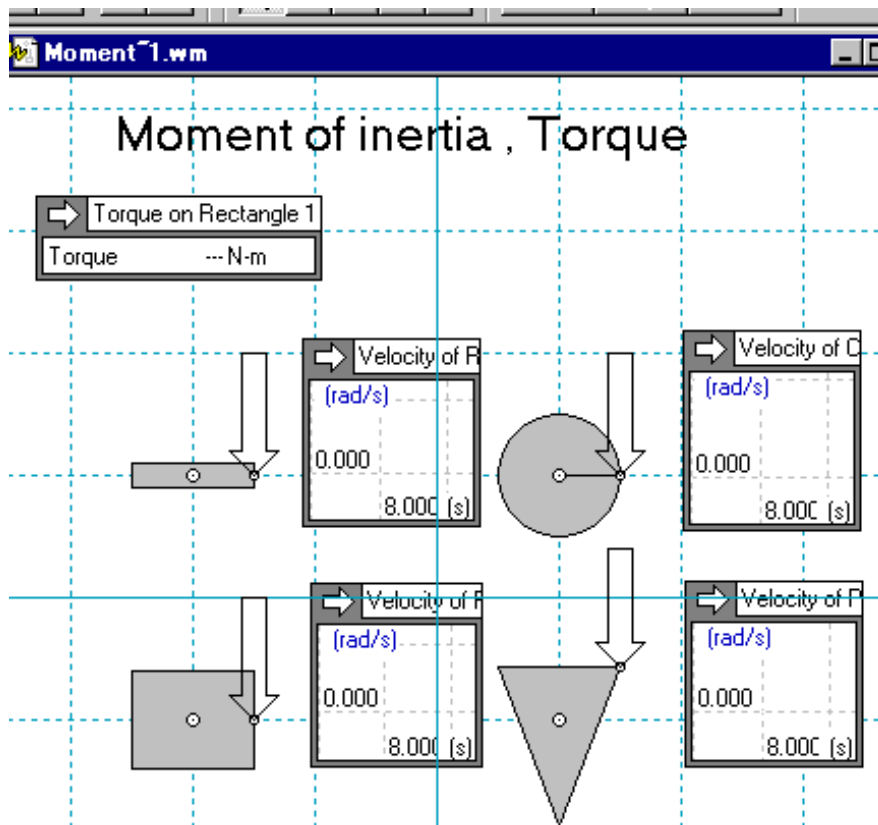 Moment~1.wm
Moment of inertia , Torque
Torque on Rectangle 1
Torque --- N-m
Velocity of R
(rad/s)
0.000
8.000 (s)
Velocity of C
(rad/s)
0.000
8.000 (s)
Velocity of R
(rad/s)
0.000
8.000 (s)
Velocity of P
(rad/s)
0.000
8.000 (s)